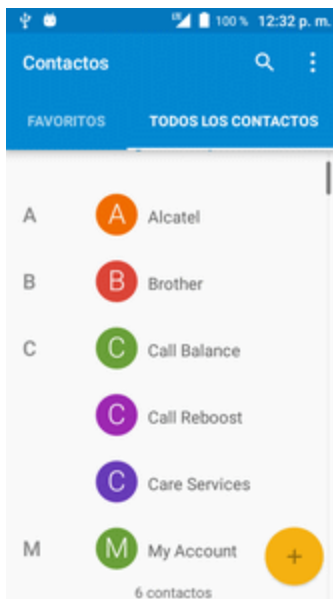 LTE 100 % 12:32 p. m.
Contactos
FAVORITOS TODOS LOS CONTACTOS
A A Alcatel
B B Brother
C C Call Balance
C Call Reboost
C Care Services
M M My Account
6 contactos